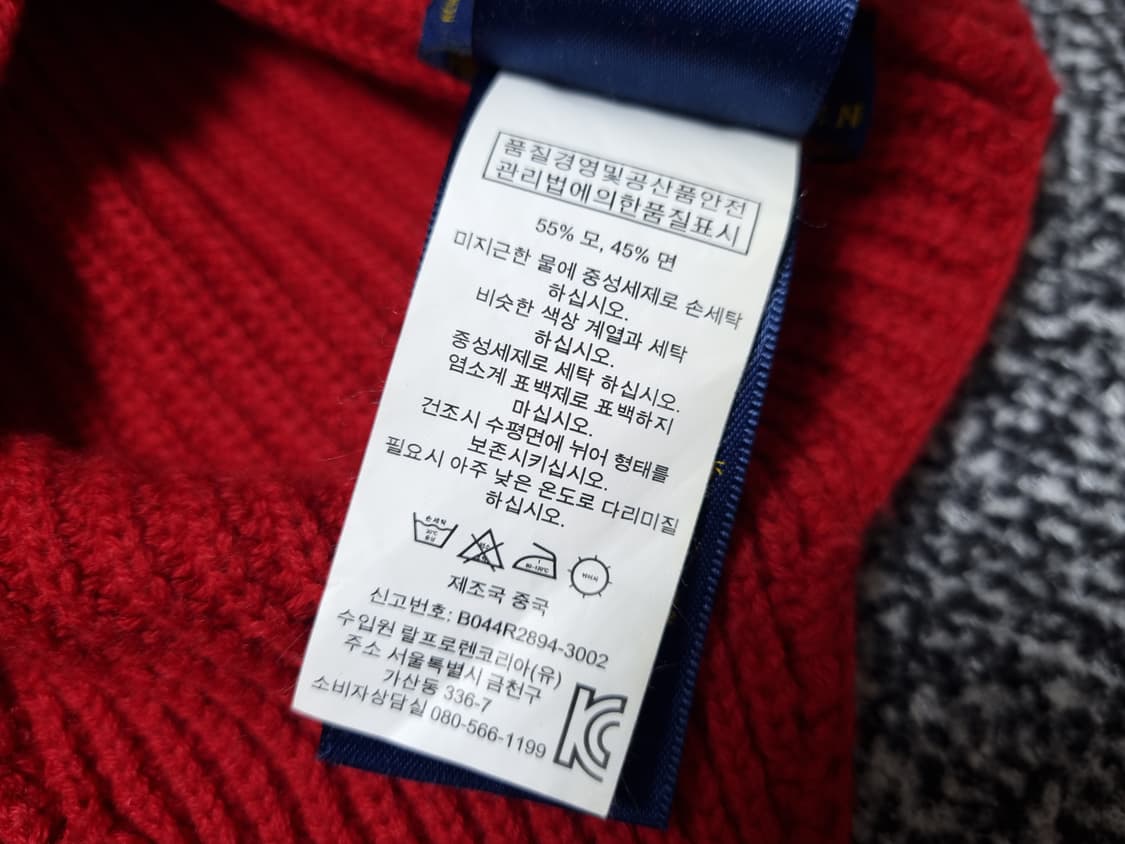 품질경영및공산품안전
관리법에의한품질표시
55% 모, 45% 면
미지근한 물에 중성세제로 손세탁
하십시오.
비슷한 색상 계열과 세탁
하십시오.
중성세제로 세탁 하십시오.
염소계 표백제로 표백하지
마십시오.
건조시 수평면에 뉘어 형태를
보존시키십시오.
필요시 아주 낮은 온도로 다리미질
하십시오.
손세탁
30℃
중성
제조국 중국
신고번호: B044R2894-3002
수입원 랄프로렌코리아(유)
주소 서울특별시 금천구
가산동 336-7
소비자상담실 080-566-1199
KC